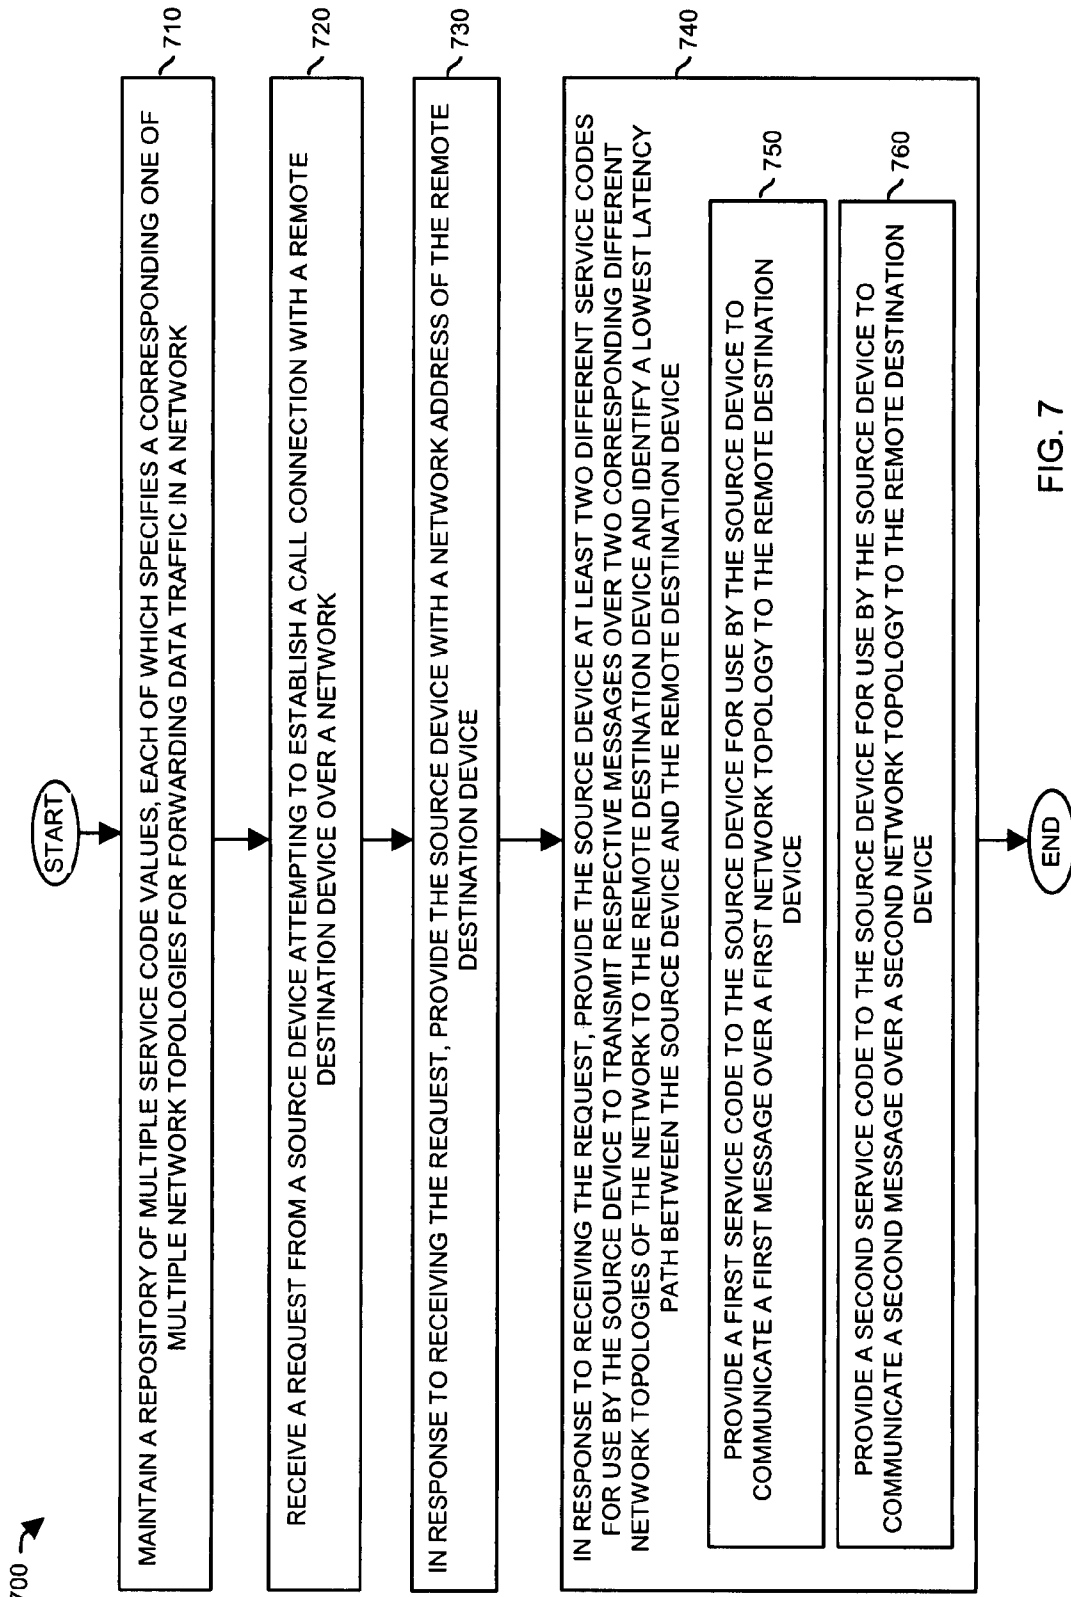 700
START
MAINTAIN A REPOSITORY OF MULTIPLE SERVICE CODE VALUES, EACH OF WHICH SPECIFIES A CORRESPONDING ONE OF
MULTIPLE NETWORK TOPOLOGIES FOR FORWARDING DATA TRAFFIC IN A NETWORK
710
RECEIVE A REQUEST FROM A SOURCE DEVICE ATTEMPTING TO ESTABLISH A CALL CONNECTION WITH A REMOTE
DESTINATION DEVICE OVER A NETWORK
720
IN RESPONSE TO RECEIVING THE REQUEST, PROVIDE THE SOURCE DEVICE WITH A NETWORK ADDRESS OF THE REMOTE
DESTINATION DEVICE
730
IN RESPONSE TO RECEIVING THE REQUEST, PROVIDE THE SOURCE DEVICE AT LEAST TWO DIFFERENT SERVICE CODES
FOR USE BY THE SOURCE DEVICE TO TRANSMIT RESPECTIVE MESSAGES OVER TWO CORRESPONDING DIFFERENT
NETWORK TOPOLOGIES OF THE NETWORK TO THE REMOTE DESTINATION DEVICE AND IDENTIFY A LOWEST LATENCY
PATH BETWEEN THE SOURCE DEVICE AND THE REMOTE DESTINATION DEVICE
740
PROVIDE A FIRST SERVICE CODE TO THE SOURCE DEVICE FOR USE BY THE SOURCE DEVICE TO
COMMUNICATE A FIRST MESSAGE OVER A FIRST NETWORK TOPOLOGY TO THE REMOTE DESTINATION
DEVICE
750
PROVIDE A SECOND SERVICE CODE TO THE SOURCE DEVICE FOR USE BY THE SOURCE DEVICE TO
COMMUNICATE A SECOND MESSAGE OVER A SECOND NETWORK TOPOLOGY TO THE REMOTE DESTINATION
DEVICE
760
END
FIG. 7